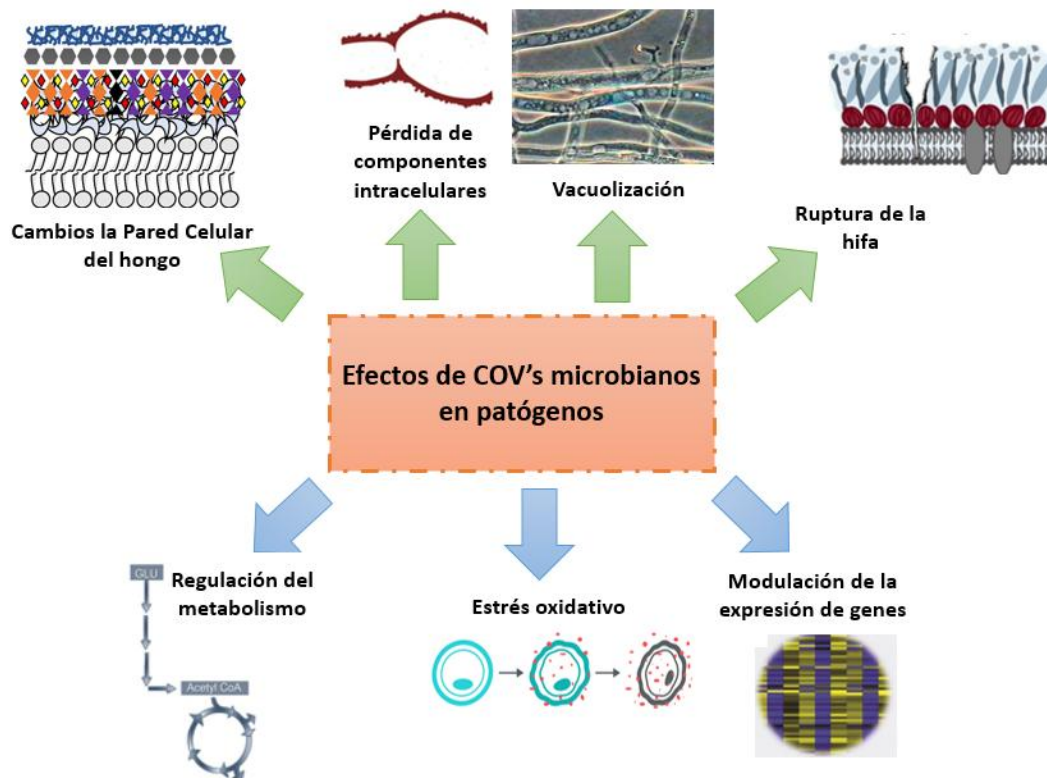 Cambios la Pared Celular
del hongo
Pérdida de
componentes
intracelulares
Vacuolización
Ruptura de la
hifa
Efectos de COV's microbianos
en patógenos
Regulación del
metabolismo
GLU
Acetyl CoA
Estrés oxidativo
Modulación de la
expresión de genes